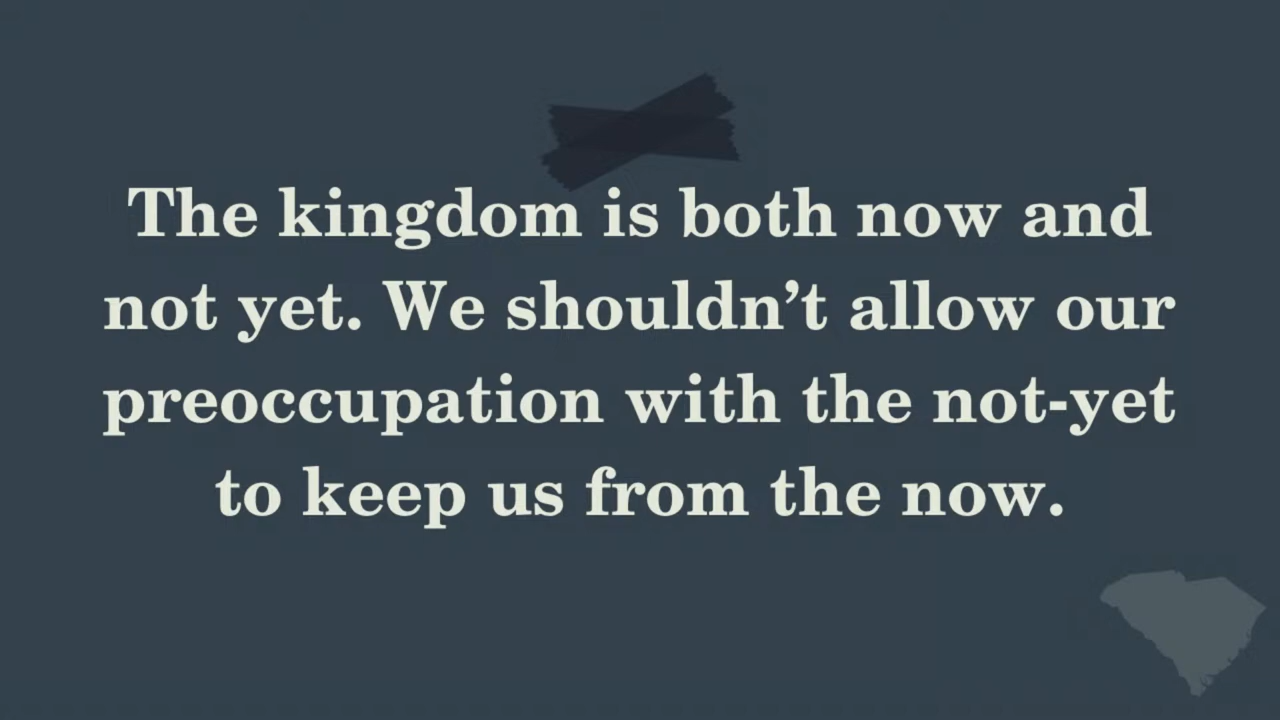 The kingdom is both now and
not yet. We shouldn’t allow our
preoccupation with the not-yet
to keep us from the now.